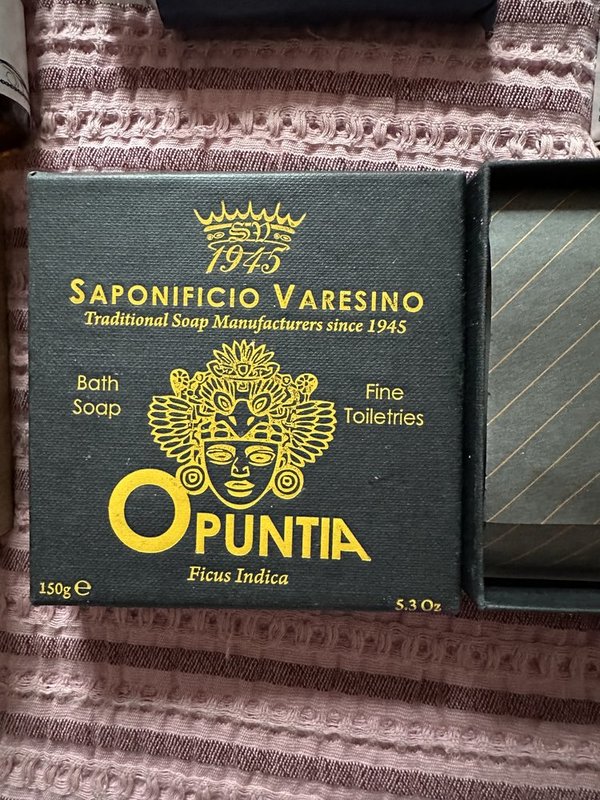 SV
1945
SAPONIFICIO VARESINO
Traditional Soap Manufacturers since 1945
Bath
Soap
Fine
Toiletries
OPUNTIA
Ficus Indica
150g ℮
5.3 Oz